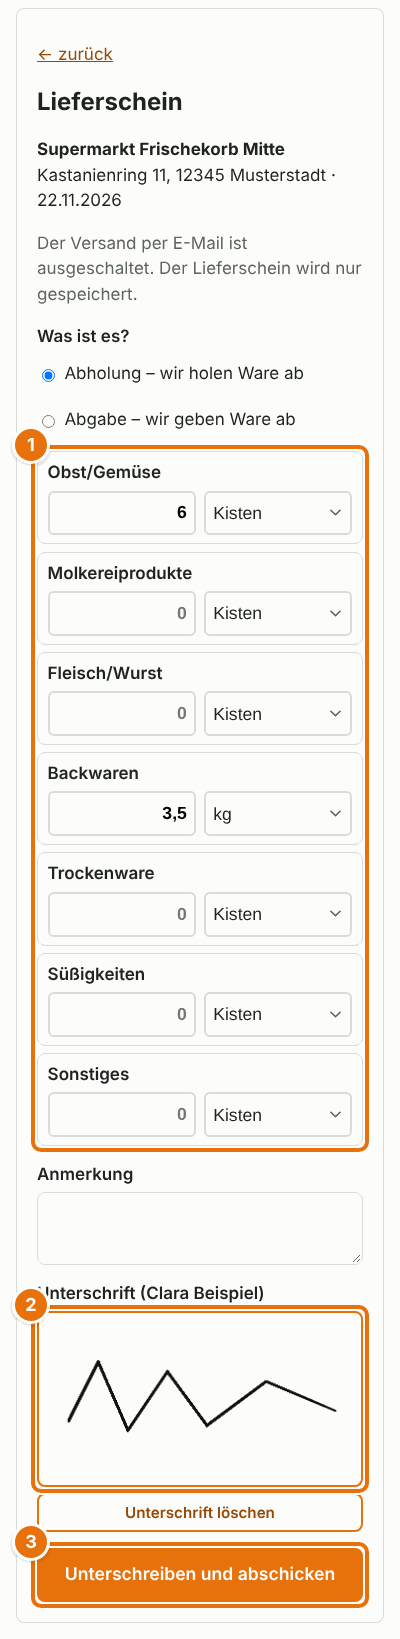 ← zurück
Lieferschein
Supermarkt Frischekorb Mitte
Kastanienring 11, 12345 Musterstadt ·
22.11.2026
Der Versand per E-Mail ist
ausgeschaltet. Der Lieferschein wird nur
gespeichert.
Was ist es?
Abholung – wir holen Ware ab
Abgabe – wir geben Ware ab
1
Obst/Gemüse
6 Kisten
Molkereiprodukte
0 Kisten
Fleisch/Wurst
0 Kisten
Backwaren
3,5 kg
Trockenware
0 Kisten
Süßigkeiten
0 Kisten
Sonstiges
0 Kisten
Anmerkung
Unterschrift (Clara Beispiel)
2
Unterschrift löschen
3
Unterschreiben und abschicken